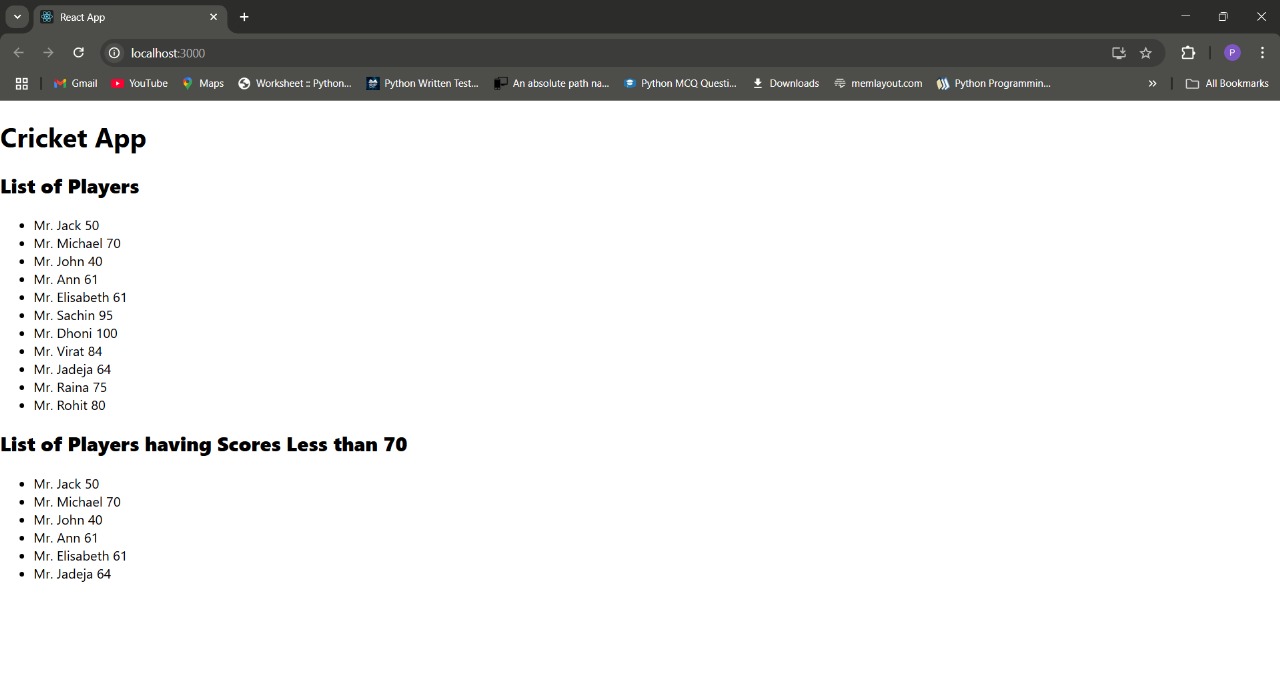 React App
localhost:3000
Gmail YouTube Maps Worksheet :: Python... Python Written Test... An absolute path na... Python MCQ Questi... Downloads memlayout.com Python Programmin... » All Bookmarks
P
Cricket App
List of Players
Mr. Jack 50
Mr. Michael 70
Mr. John 40
Mr. Ann 61
Mr. Elisabeth 61
Mr. Sachin 95
Mr. Dhoni 100
Mr. Virat 84
Mr. Jadeja 64
Mr. Raina 75
Mr. Rohit 80
List of Players having Scores Less than 70
Mr. Jack 50
Mr. Michael 70
Mr. John 40
Mr. Ann 61
Mr. Elisabeth 61
Mr. Jadeja 64